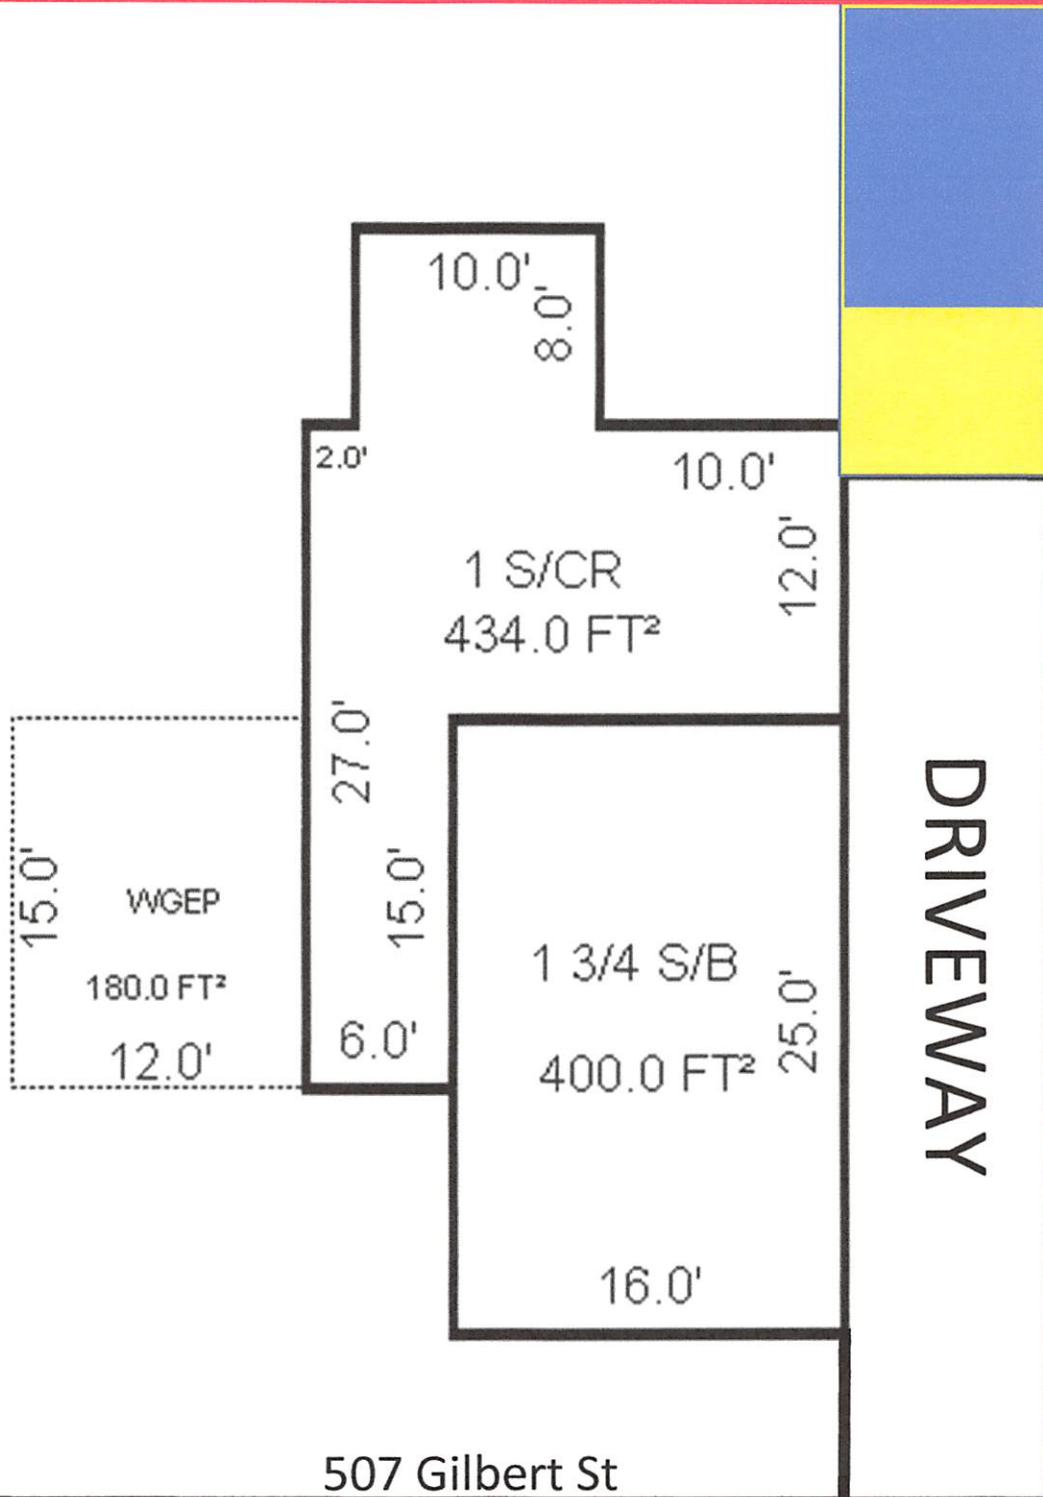 10.0'
8.0'
2.0'
10.0'
12.0'
1 S/CR
434.0 FT²
27.0'
15.0'
WGEP
180.0 FT²
12.0'
15.0'
6.0'
1 3/4 S/B
400.0 FT²
25.0'
16.0'
DRIVEWAY
507 Gilbert St